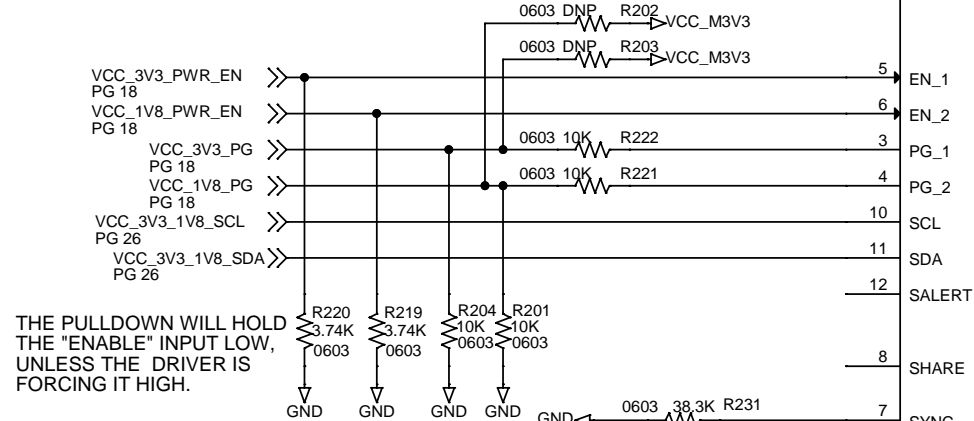 0603 DNP R202 VCC_M3V3
0603 DNP R203 VCC_M3V3
VCC_3V3_PWR_EN
PG 18
5 EN_1
VCC_1V8_PWR_EN
PG 18
6 EN_2
VCC_3V3_PG
PG 18
0603 10K R222
3 PG_1
VCC_1V8_PG
PG 18
0603 10K R221
4 PG_2
VCC_3V3_1V8_SCL
PG 26
10 SCL
VCC_3V3_1V8_SDA
PG 26
11 SDA
12 SALERT
THE PULLDOWN WILL HOLD
THE "ENABLE" INPUT LOW,
UNLESS THE DRIVER IS
FORCING IT HIGH.
R220
3.74K
0603
R219
3.74K
0603
R204
10K
0603
R201
10K
0603
GND GND GND GND
8 SHARE
GND 0603 38.3K R231
7 SYNC